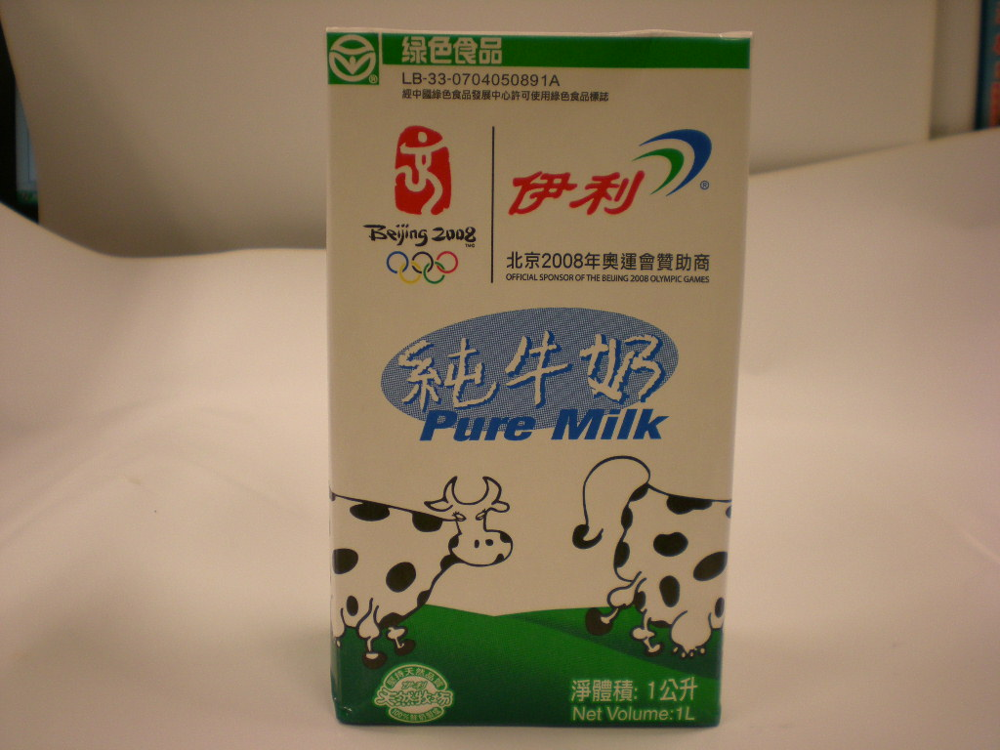 绿色食品
LB-33-0704050891A
經中國綠色食品發展中心許可使用綠色食品標誌
Beijing 2008
伊利
北京2008年奧運會贊助商
OFFICIAL SPONSOR OF THE BEIJING 2008 OLYMPIC GAMES
純牛奶
Pure Milk
淨體積: 1公升
Net Volume:1L